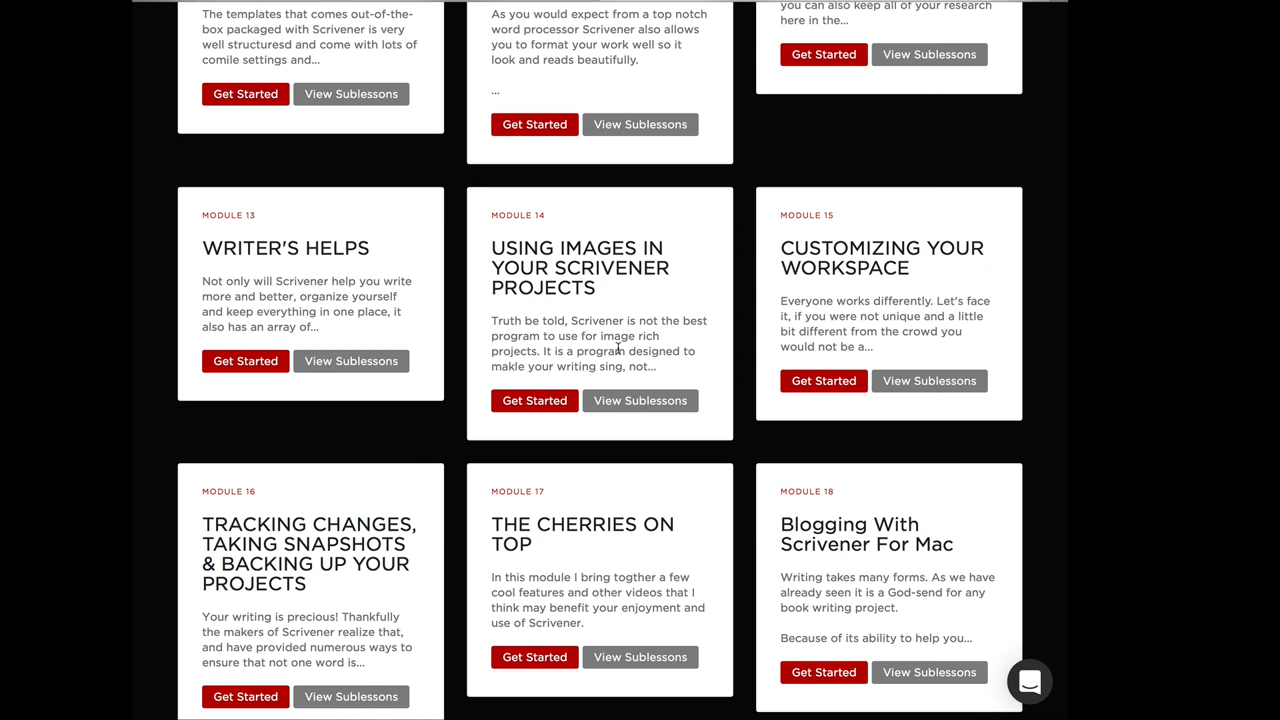 The templates that comes out-of-the-
box packaged with Scrivener is very
well structuresd and come with lots of
comile settings and...
Get Started
View Sublessons
As you would expect from a top notch
word processor Scrivener also allows
you to format your work well so it
look and reads beautifully.
...
Get Started
View Sublessons
you can also keep all of your research
here in the...
Get Started
View Sublessons
MODULE 13
WRITER'S HELPS
Not only will Scrivener help you write
more and better, organize yourself
and keep everything in one place, it
also has an array of...
Get Started
View Sublessons
MODULE 14
USING IMAGES IN
YOUR SCRIVENER
PROJECTS
Truth be told, Scrivener is not the best
program to use for image rich
projects. It is a program designed to
makle your writing sing, not...
Get Started
View Sublessons
MODULE 15
CUSTOMIZING YOUR
WORKSPACE
Everyone works differently. Let's face
it, if you were not unique and a little
bit different from the crowd you
would not be a...
Get Started
View Sublessons
MODULE 16
TRACKING CHANGES,
TAKING SNAPSHOTS
& BACKING UP YOUR
PROJECTS
Your writing is precious! Thankfully
the makers of Scrivener realize that,
and have provided numerous ways to
ensure that not one word is...
Get Started
View Sublessons
MODULE 17
THE CHERRIES ON
TOP
In this module I bring togther a few
cool features and other videos that I
think may benefit your enjoyment and
use of Scrivener.
Get Started
View Sublessons
MODULE 18
Blogging With
Scrivener For Mac
Writing takes many forms. As we have
already seen it is a God-send for any
book writing project.
Because of its ability to help you...
Get Started
View Sublessons